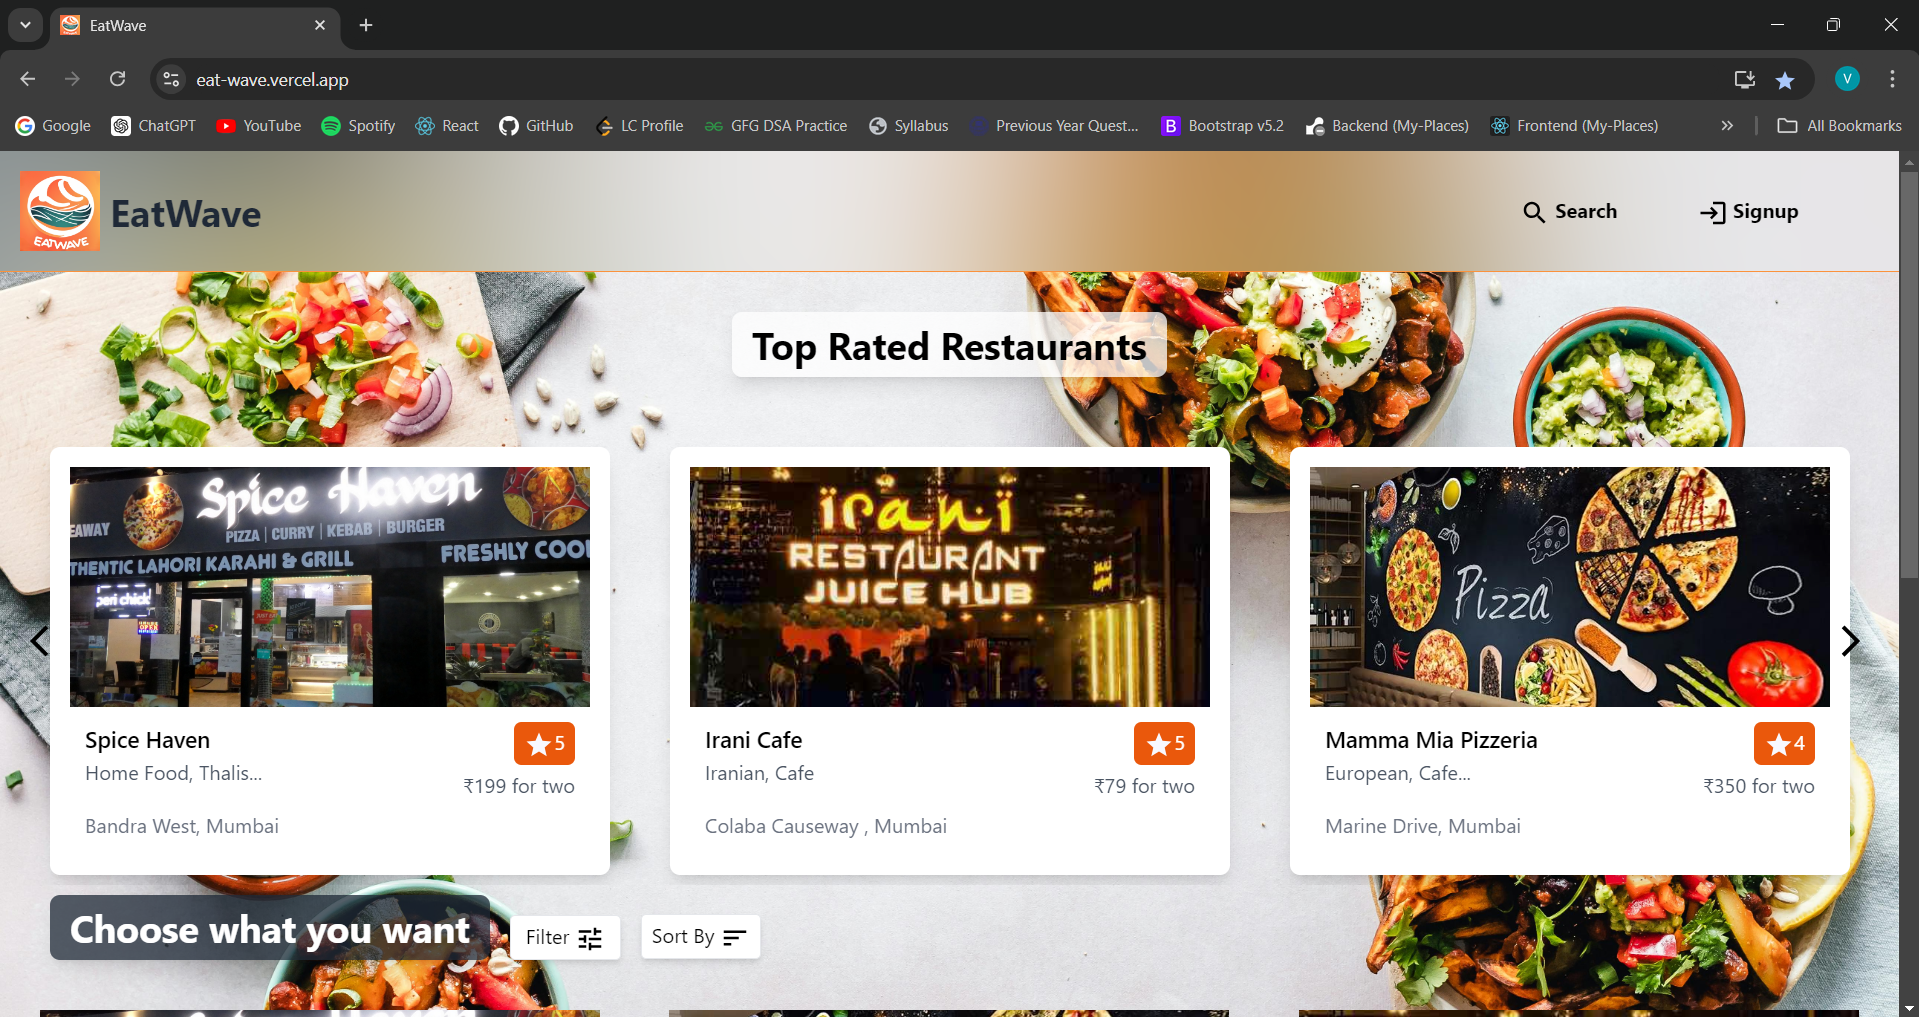 EatWave
eat-wave.vercel.app
V
Google ChatGPT YouTube Spotify React GitHub LC Profile GFG DSA Practice Syllabus Previous Year Quest... Bootstrap v5.2 Backend (My-Places) Frontend (My-Places) All Bookmarks
EATWAVE
EatWave
Search
Signup
Top Rated Restaurants
Spice Haven
EAWAY
PIZZA | CURRY | KEBAB | BURGER
THENTIC LAHORI KARAHI & GRILL
FRESHLY COO
peri chick
OPEN
irani
RESTAURANT
JUICE HUB
Pizza
Spice Haven
5
Home Food, Thalis...
₹199 for two
Bandra West, Mumbai
Irani Cafe
5
Iranian, Cafe
₹79 for two
Colaba Causeway , Mumbai
Mamma Mia Pizzeria
4
European, Cafe...
₹350 for two
Marine Drive, Mumbai
Choose what you want
Filter
Sort By